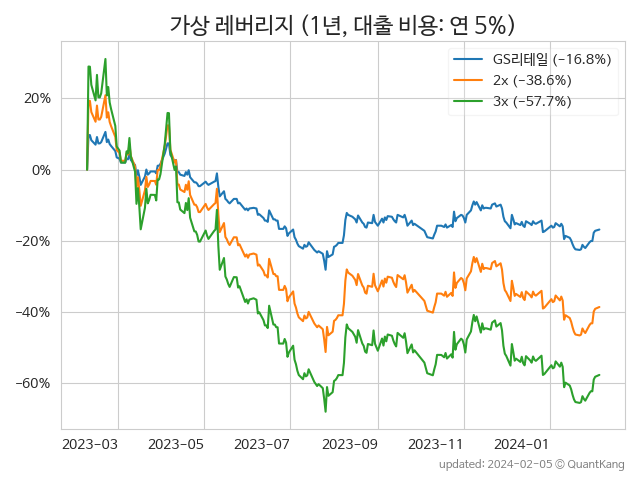 가상 레버리지 (1년, 대출 비용: 연 5%)
GS리테일 (−16.8%)
2x (−38.6%)
3x (−57.7%)
20%
0%
−20%
−40%
−60%
2023-03 2023-05 2023-07 2023-09 2023-11 2024-01
updated: 2024-02-05 © QuantKang